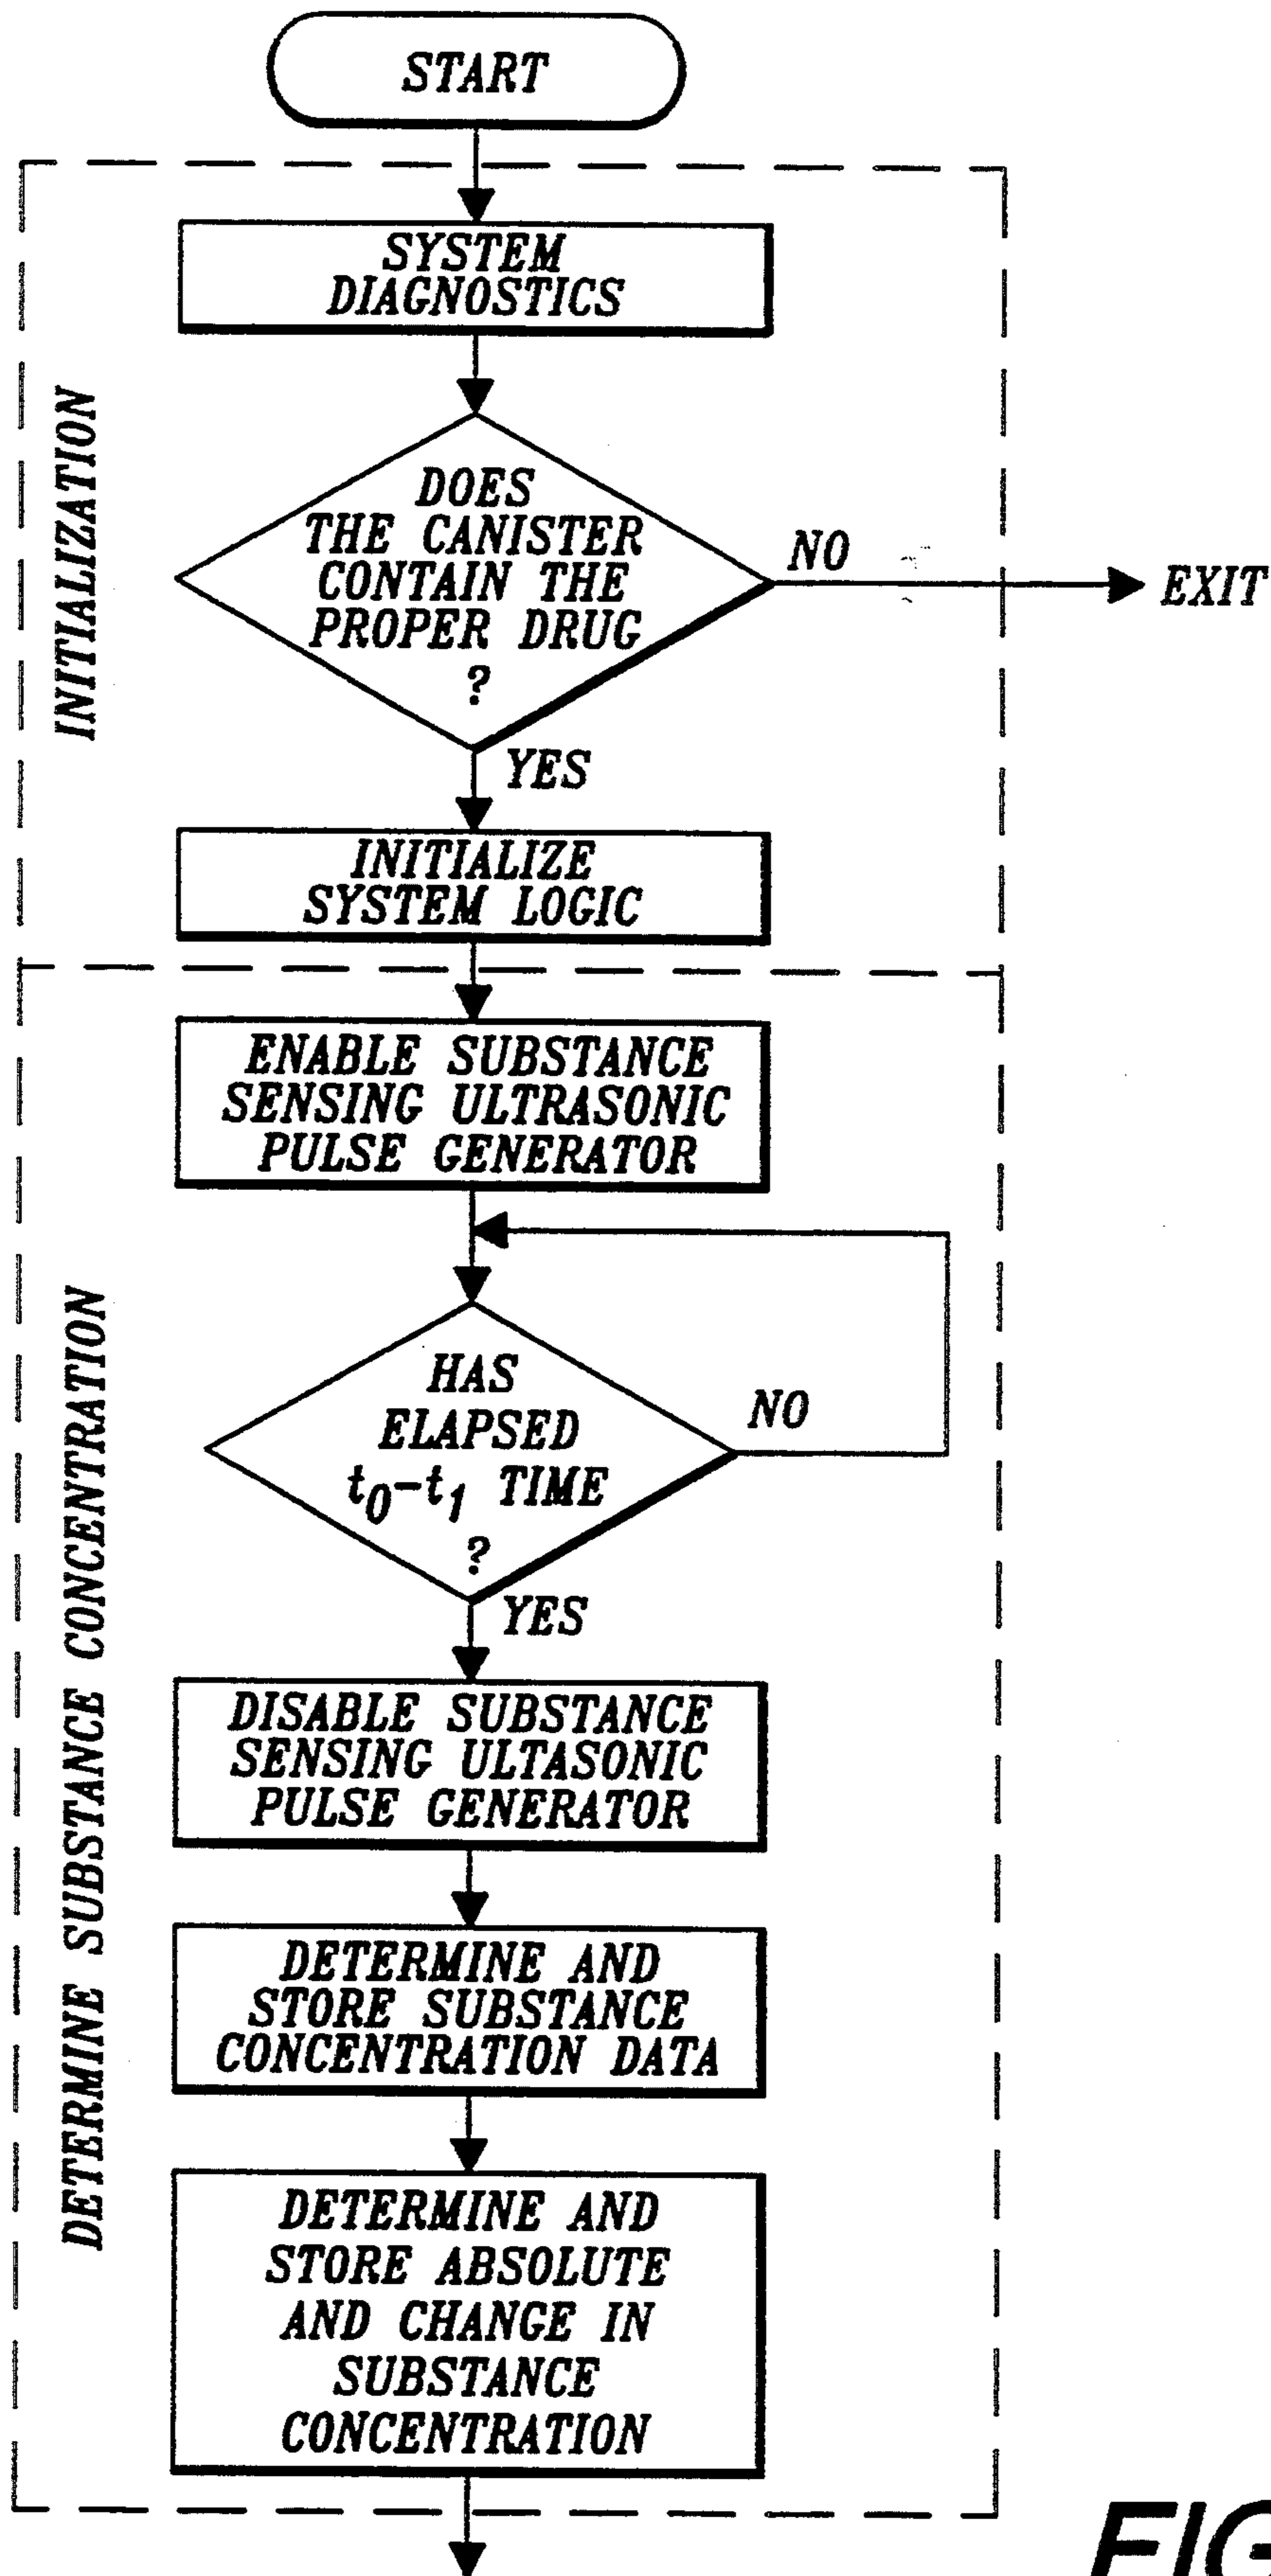 START
SYSTEM
DIAGNOSTICS
INITIALIZATION
DOES
THE CANISTER
CONTAIN THE
PROPER DRUG
?
NO
EXIT
YES
INITIALIZE
SYSTEM LOGIC
DETERMINE SUBSTANCE CONCENTRATION
ENABLE SUBSTANCE
SENSING ULTRASONIC
PULSE GENERATOR
HAS
ELAPSED
t₀-t₁ TIME
?
NO
YES
DISABLE SUBSTANCE
SENSING ULTASONIC
PULSE GENERATOR
DETERMINE AND
STORE SUBSTANCE
CONCENTRATION DATA
DETERMINE AND
STORE ABSOLUTE
AND CHANGE IN
SUBSTANCE
CONCENTRATION
FIG